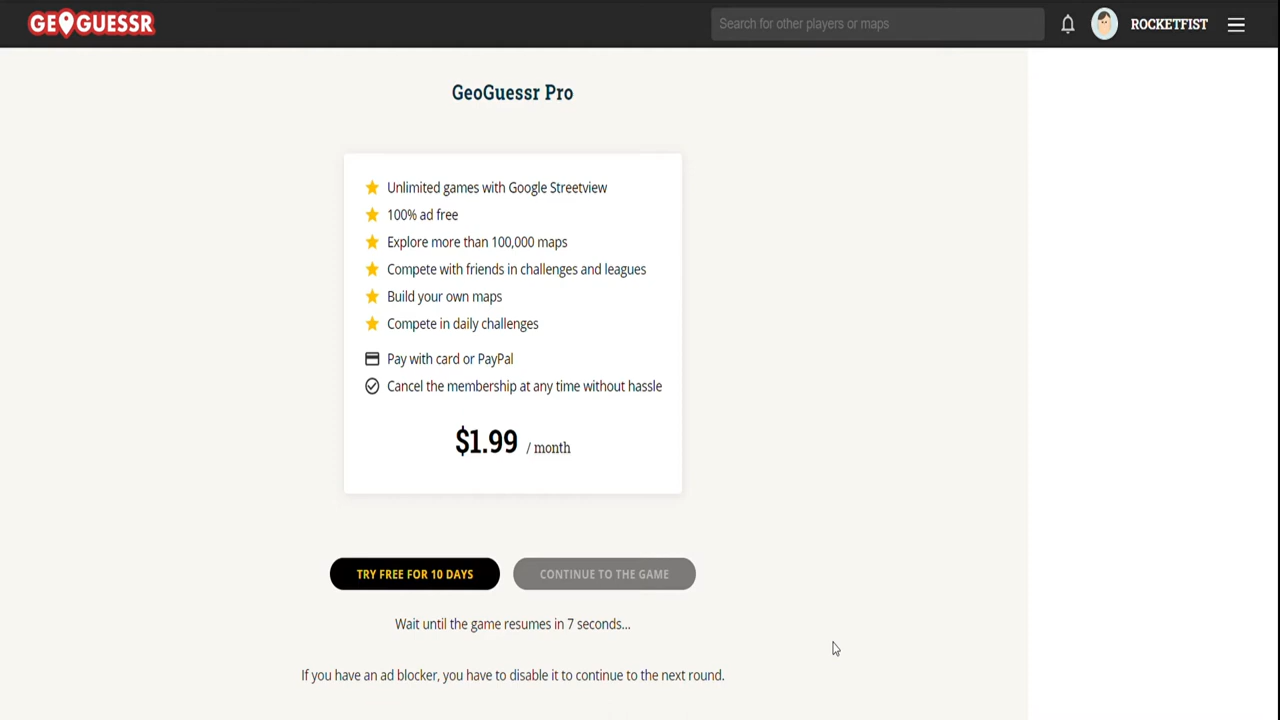 GEOGUESSR
Search for other players or maps
ROCKETFIST
GeoGuessr Pro
Unlimited games with Google Streetview
100% ad free
Explore more than 100,000 maps
Compete with friends in challenges and leagues
Build your own maps
Compete in daily challenges
Pay with card or PayPal
Cancel the membership at any time without hassle
$1.99 / month
TRY FREE FOR 10 DAYS
CONTINUE TO THE GAME
Wait until the game resumes in 7 seconds...
If you have an ad blocker, you have to disable it to continue to the next round.